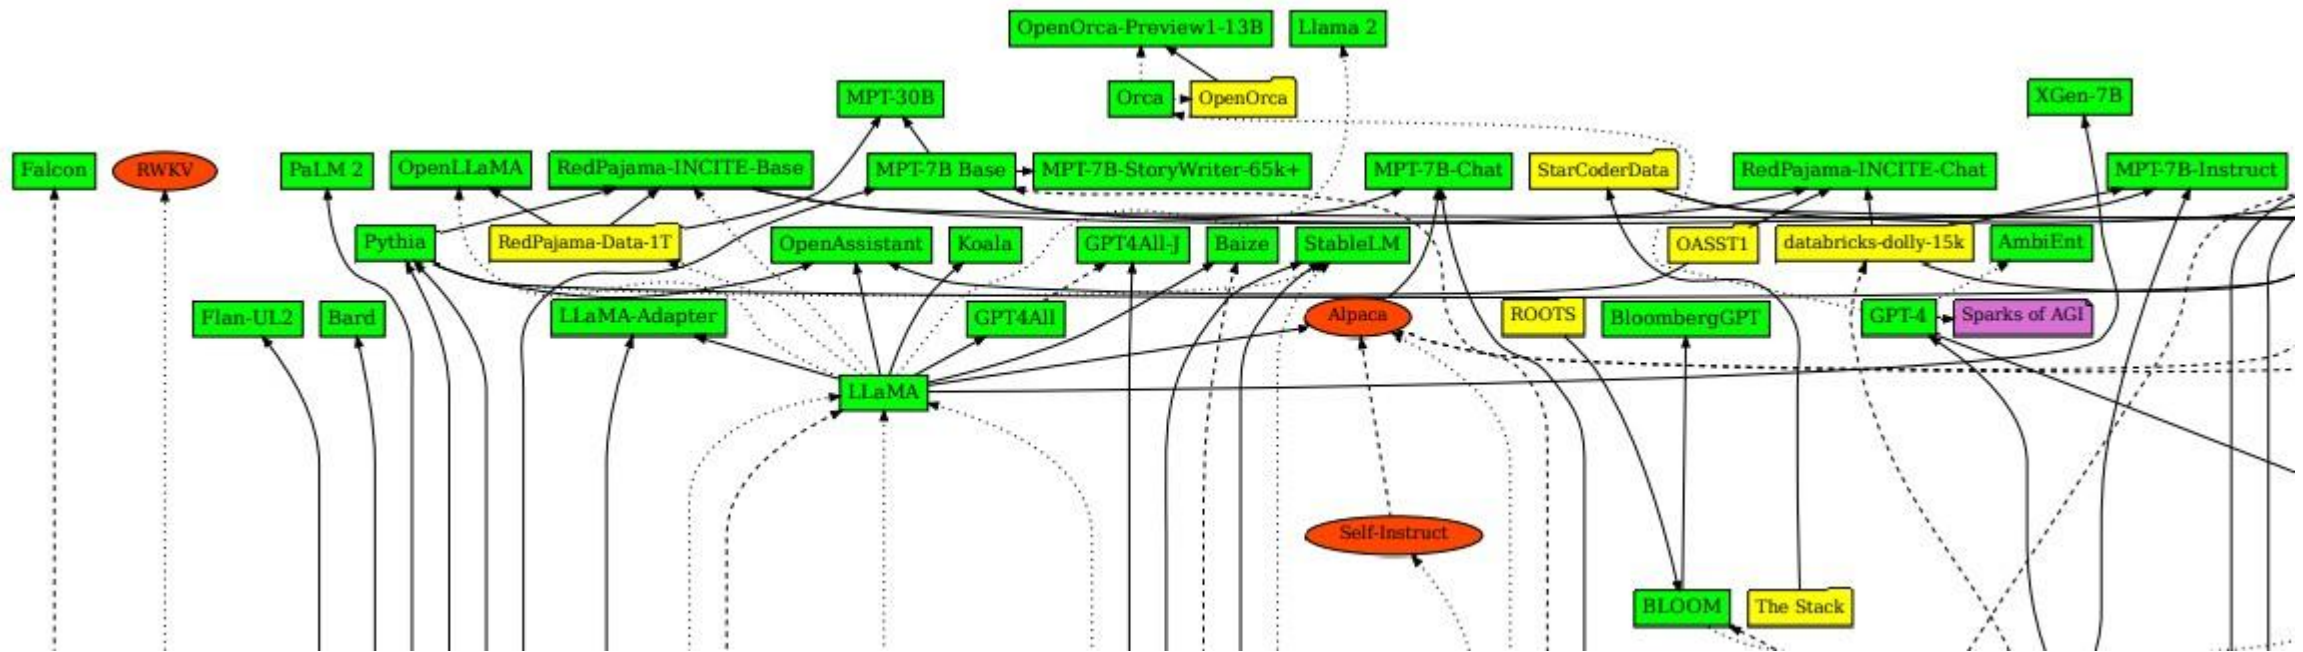 OpenOrca-Preview1-13B
Llama 2
MPT-30B
Orca
OpenOrca
XGen-7B
Falcon
RWKV
PaLM 2
OpenLLaMA
RedPajama-INCITE-Base
MPT-7B Base
MPT-7B-StoryWriter-65k+
MPT-7B-Chat
StarCoderData
RedPajama-INCITE-Chat
MPT-7B-Instruct
Pythia
RedPajama-Data-1T
OpenAssistant
Koala
GPT4All-J
Baize
StableLM
OASST1
databricks-dolly-15k
AmbiEnt
Flan-UL2
Bard
LLaMA-Adapter
GPT4All
Alpaca
ROOTS
BloombergGPT
GPT-4
Sparks of AGI
LLaMA
Self-Instruct
BLOOM
The Stack